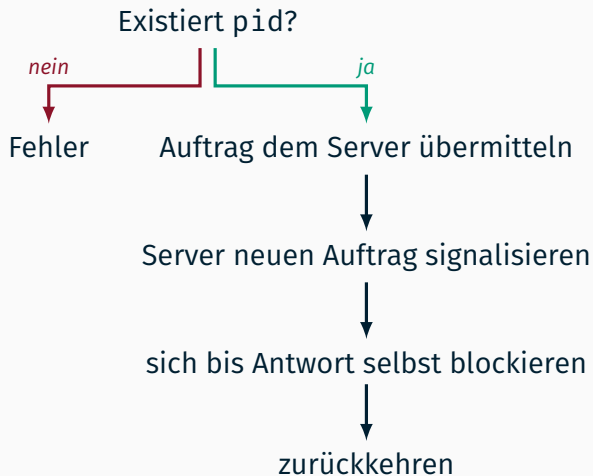 Existiert pid?
nein
ja
Fehler
Auftrag dem Server übermitteln
Server neuen Auftrag signalisieren
sich bis Antwort selbst blockieren
zurückkehren